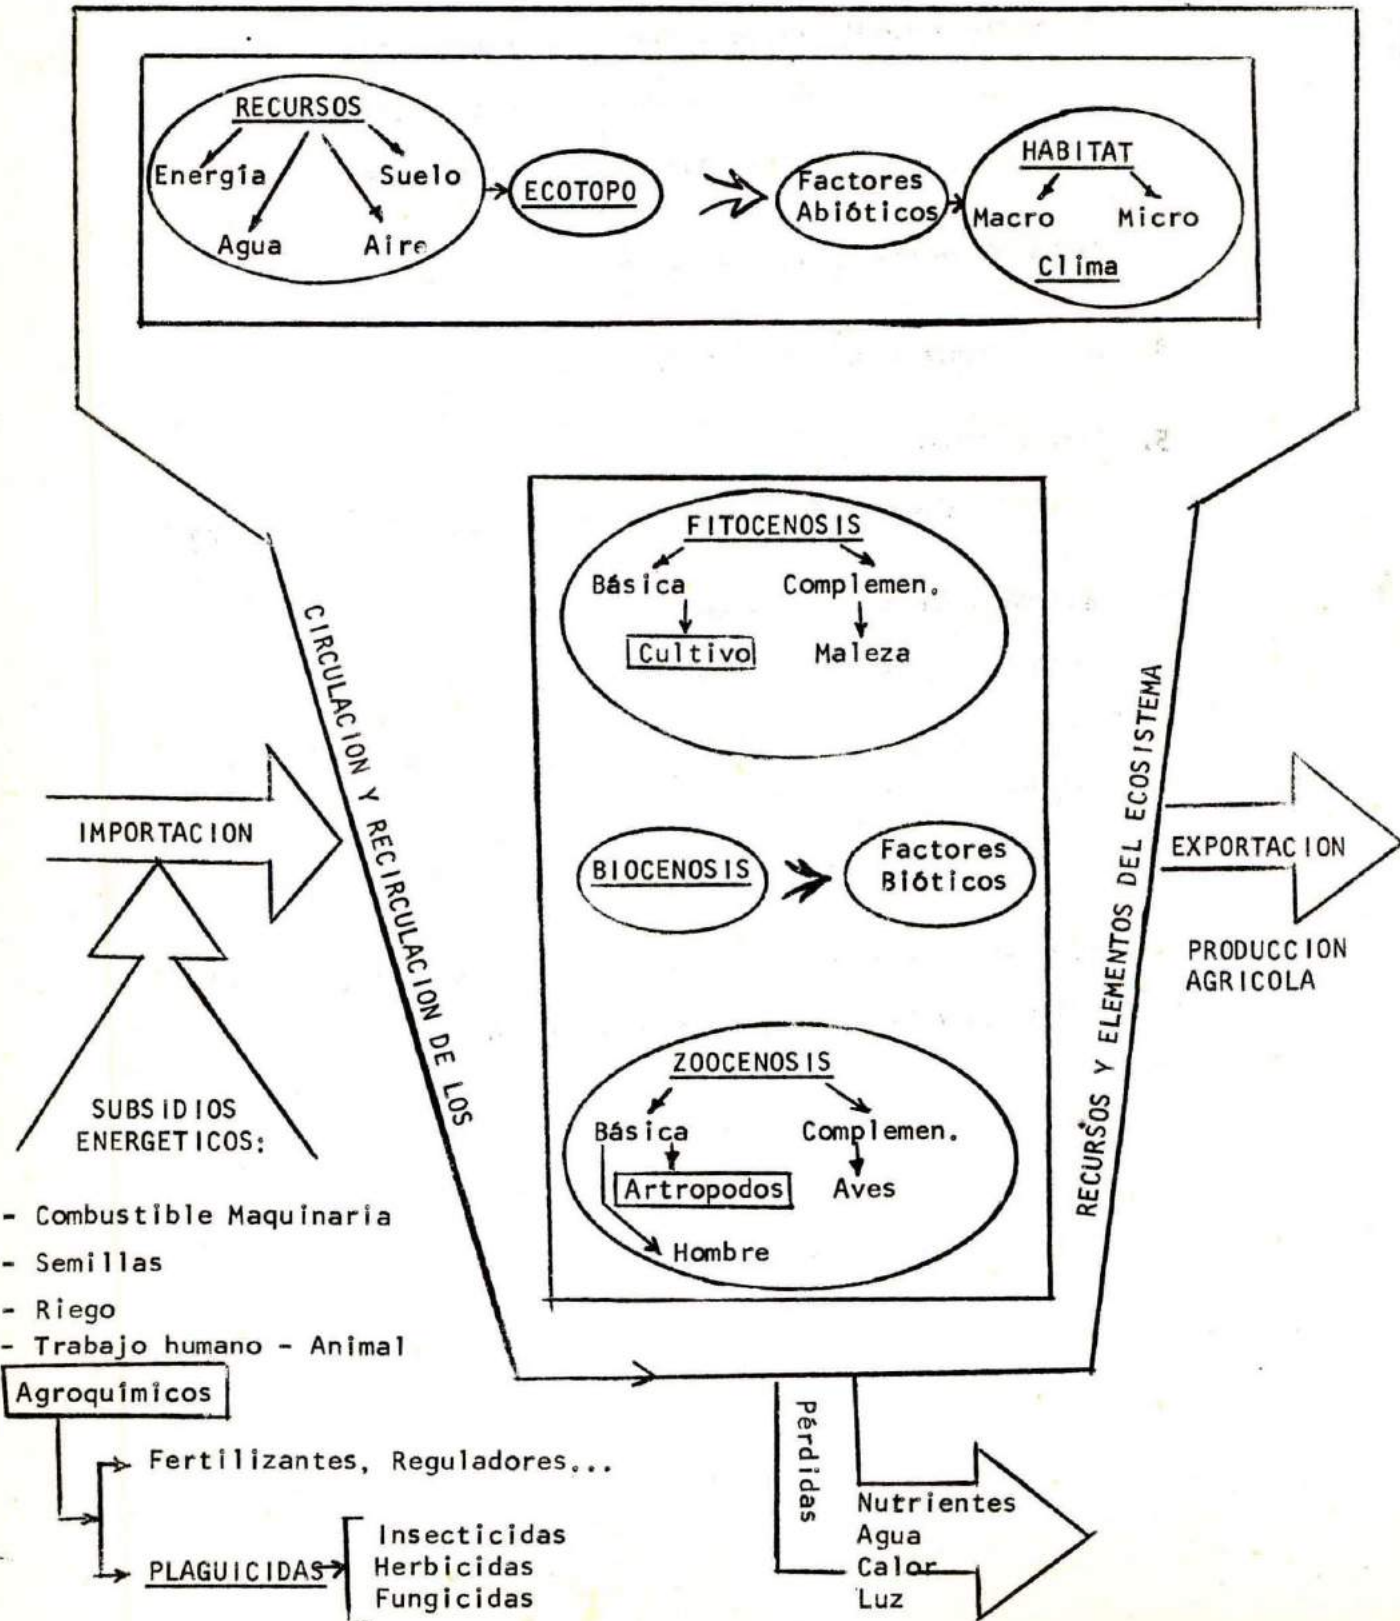 RECURSOS
Energía
Suelo
Agua
Aire
ECOTOPO
Factores
Abióticos
HABITAT
Macro
Micro
Clima
FITOCENOSIS
Básica
Complemen.
Cultivo
Maleza
BIOCENOSIS
Factores
Bióticos
ZOOCENOSIS
Básica
Complemen.
Artropodos
Aves
Hombre
CIRCULACION Y RECIRCULACION DE LOS
RECURSOS Y ELEMENTOS DEL ECOSISTEMA
IMPORTACION
EXPORTACION
PRODUCCION
AGRICOLA
SUBSIDIOS
ENERGETICOS:
- Combustible Maquinaria
- Semillas
- Riego
- Trabajo humano - Animal
Agroquímicos
Fertilizantes, Reguladores...
PLAGUICIDAS
Insecticidas
Herbicidas
Fungicidas
Pérdidas
Nutrientes
Agua
Calor
Luz